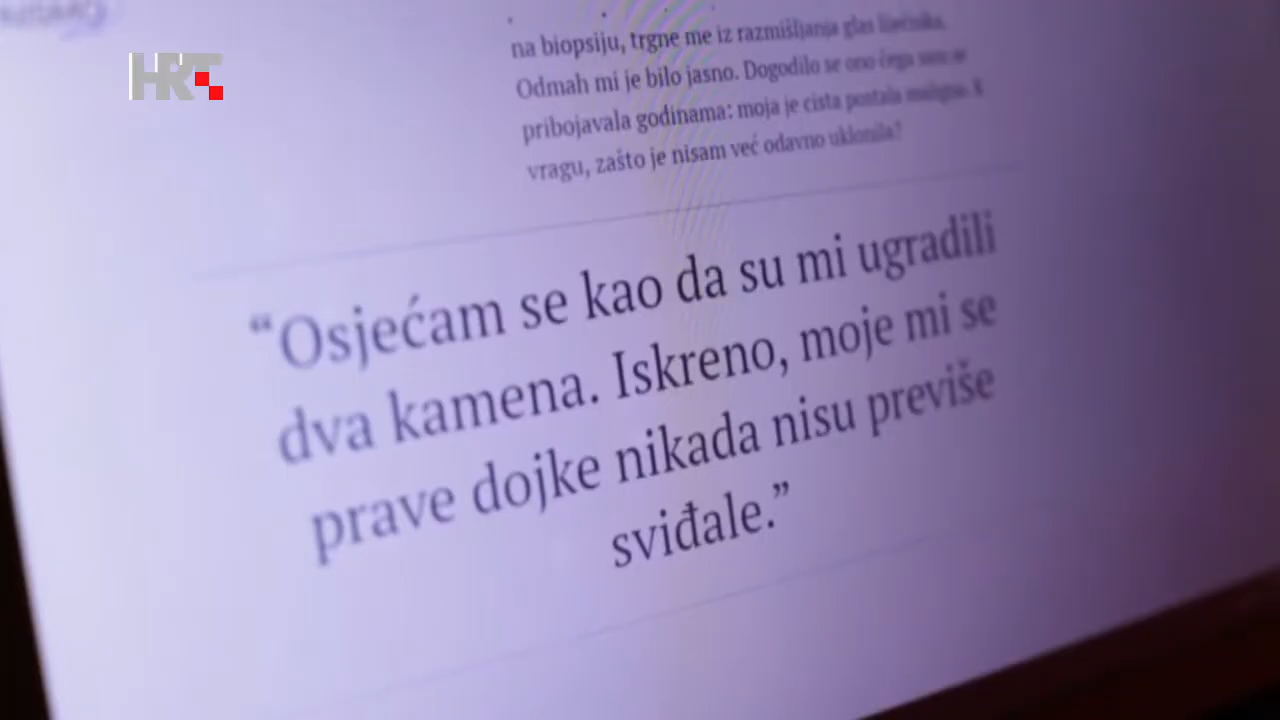 HRT
na biopsiju, trgne me iz razmišljanja glas liječnika.
Odmah mi je bilo jasno. Dogodilo se ono čega sam se
pribojavala godinama: moja je cista postala maligna. K
vragu, zašto je nisam već odavno uklonila?
“Osjećam se kao da su mi ugradili
dva kamena. Iskreno, moje mi se
prave dojke nikada nisu previše
sviđale.”